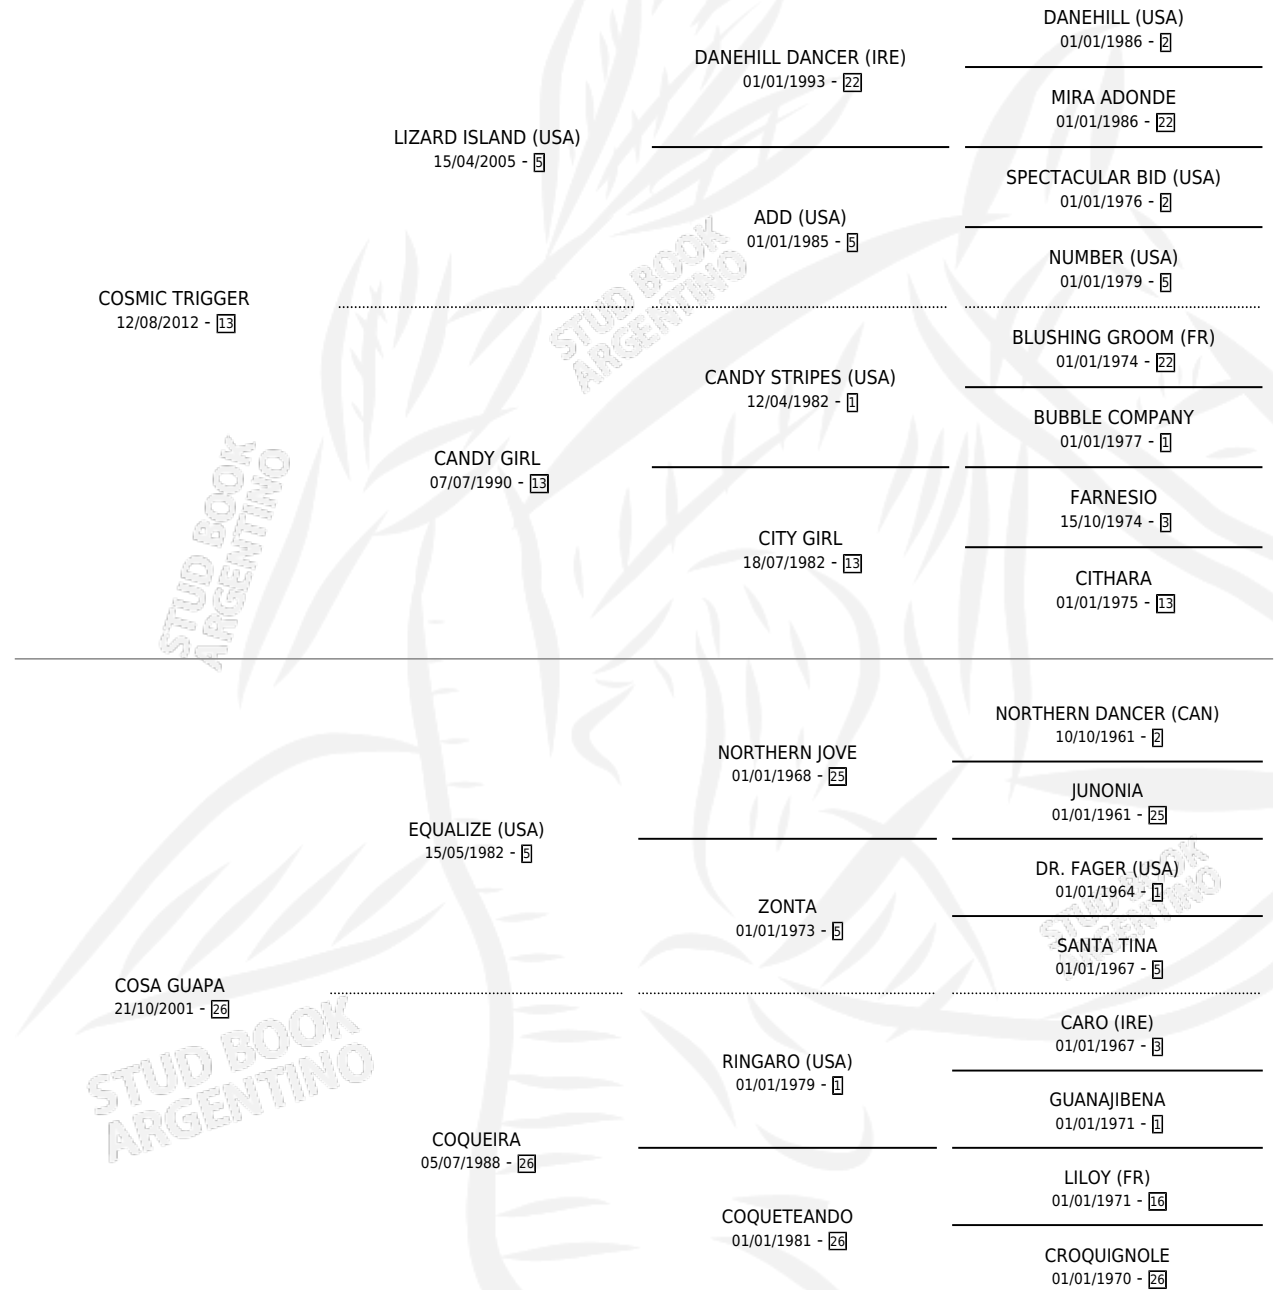 DANEHILL (USA)
01/01/1986 - 2
DANEHILL DANCER (IRE)
01/01/1993 - 22
MIRA ADONDE
01/01/1986 - 22
LIZARD ISLAND (USA)
15/04/2005 - 5
SPECTACULAR BID (USA)
01/01/1976 - 2
ADD (USA)
01/01/1985 - 5
NUMBER (USA)
01/01/1979 - 5
COSMIC TRIGGER
12/08/2012 - 13
STUD BOOK
ARGENTINO
BLUSHING GROOM (FR)
01/01/1974 - 22
CANDY STRIPES (USA)
12/04/1982 - 1
BUBBLE COMPANY
01/01/1977 - 1
CANDY GIRL
07/07/1990 - 13
FARNESIO
15/10/1974 - 3
CITY GIRL
18/07/1982 - 13
CITHARA
01/01/1975 - 13
STUD BOOK
ARGENTINO
NORTHERN DANCER (CAN)
10/10/1961 - 2
NORTHERN JOVE
01/01/1968 - 25
JUNONIA
01/01/1961 - 25
EQUALIZE (USA)
15/05/1982 - 5
DR. FAGER (USA)
01/01/1964 - 1
ZONTA
01/01/1973 - 5
SANTA TINA
01/01/1967 - 5
STUD BOOK
ARGENTINO
COSA GUAPA
21/10/2001 - 26
CARO (IRE)
01/01/1967 - 3
RINGARO (USA)
01/01/1979 - 1
GUANAJIBENA
01/01/1971 - 1
STUD BOOK
ARGENTINO
COQUEIRA
05/07/1988 - 26
LILOY (FR)
01/01/1971 - 16
COQUETEANDO
01/01/1981 - 26
CROQUIGNOLE
01/01/1970 - 26